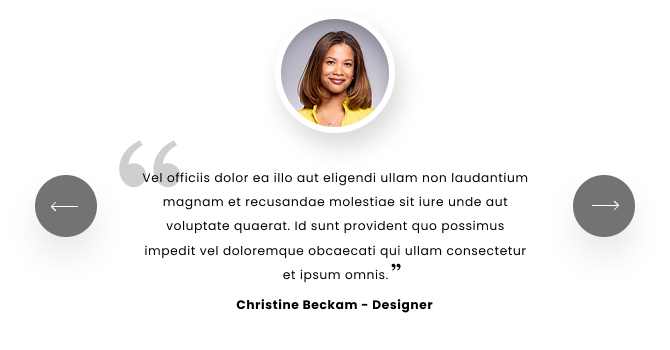 “
Vel officiis dolor ea illo aut eligendi ullam non laudantium
magnam et recusandae molestiae sit iure unde aut
voluptate quaerat. Id sunt provident quo possimus
impedit vel doloremque obcaecati qui ullam consectetur
et ipsum omnis.”
Christine Beckam - Designer